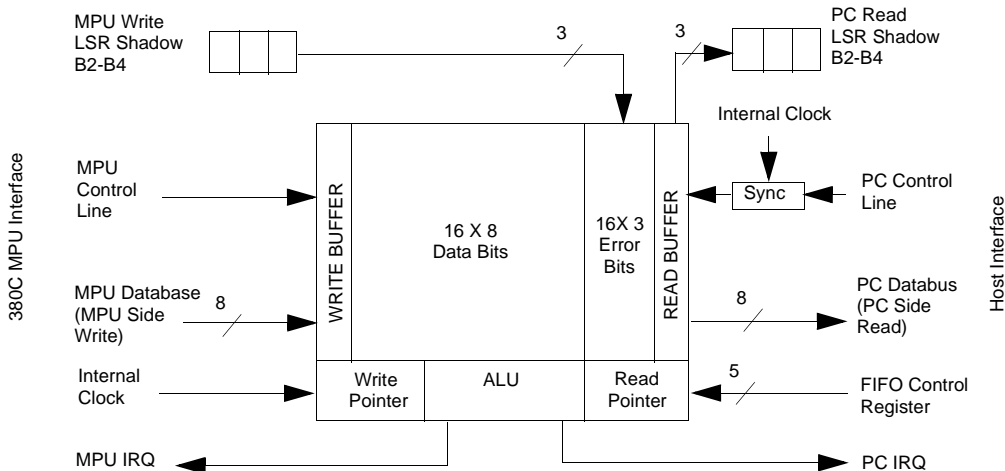 MPU Write
LSR Shadow
B2-B4
3
3
PC Read
LSR Shadow
B2-B4
Internal Clock
380C MPU Interface
MPU
Control
Line
WRITE BUFFER
16 X 8
Data Bits
16X 3
Error
Bits
READ BUFFER
Sync
PC Control
Line
Host Interface
MPU Database
(MPU Side
Write)
8
8
PC Databus
(PC Side
Read)
Internal
Clock
Write
Pointer
ALU
Read
Pointer
5
FIFO Control
Register
MPU IRQ
PC IRQ